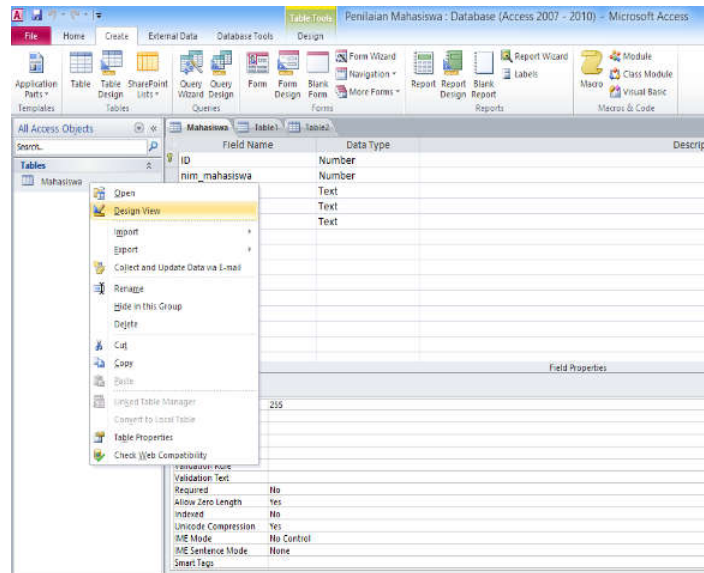 Table Tools
Penilaian Mahasiswa : Database (Access 2007 - 2010) - Microsoft Access
File Home Create External Data Database Tools Design
Application Parts
Table
Table Design
SharePoint Lists
Query Wizard
Query Design
Form
Form Design
Blank Form
Form Wizard
Navigation
More Forms
Report
Report Design
Blank Report
Report Wizard
Labels
Macro
Module
Class Module
Visual Basic
Templates Tables Queries Forms Reports Macros & Code
All Access Objects
Search..
Tables
Mahasiswa
Mahasiswa Table1 Table2
Field Name Data Type Descrip
ID Number
nim_mahasiswa Number
Text
Text
Text
Open
Design View
Import
Export
Collect and Update Data via E-mail
Rename
Hide in this Group
Delete
Cut
Copy
Paste
Linked Table Manager
Convert to Local Table
Table Properties
Check Web Compatibility
Field Properties
255
Validation Rule
Validation Text
Required No
Allow Zero Length Yes
Indexed No
Unicode Compression Yes
IME Mode No Control
IME Sentence Mode None
Smart Tags